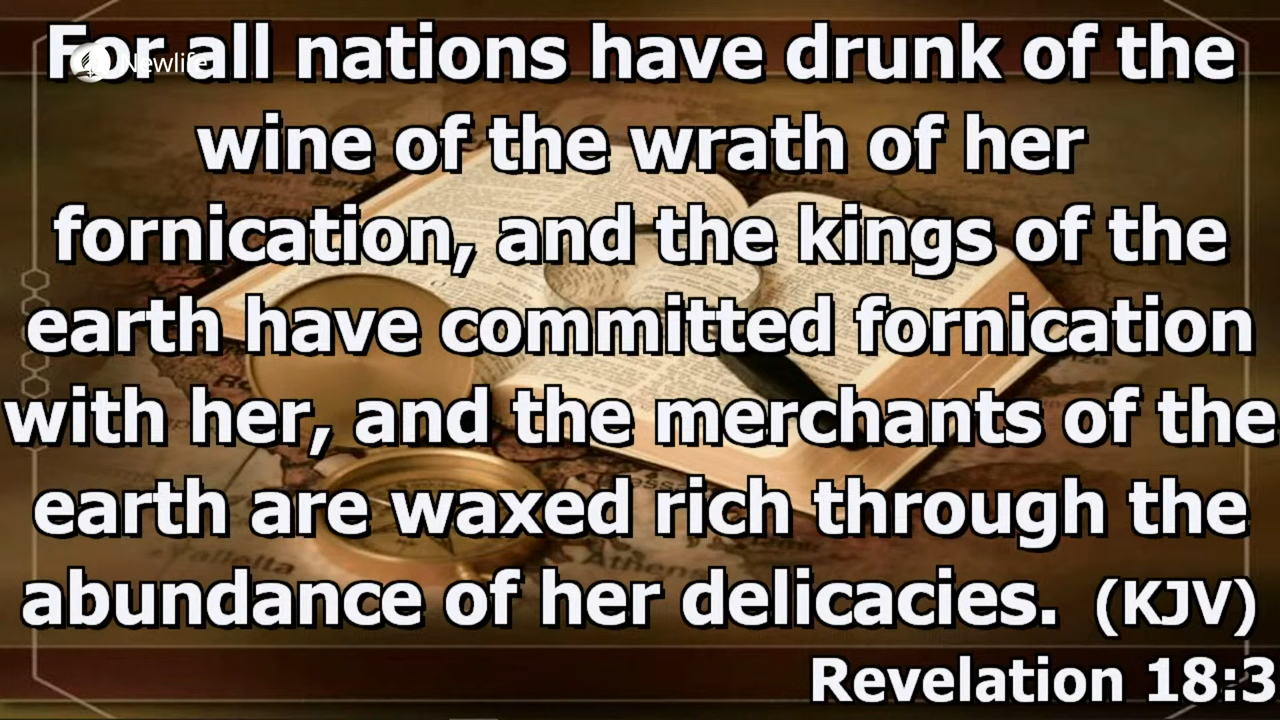 For all nations have drunk of the
Newlife
wine of the wrath of her
fornication, and the kings of the
earth have committed fornication
with her, and the merchants of the
earth are waxed rich through the
abundance of her delicacies. (KJV)
Revelation 18:3
Athens